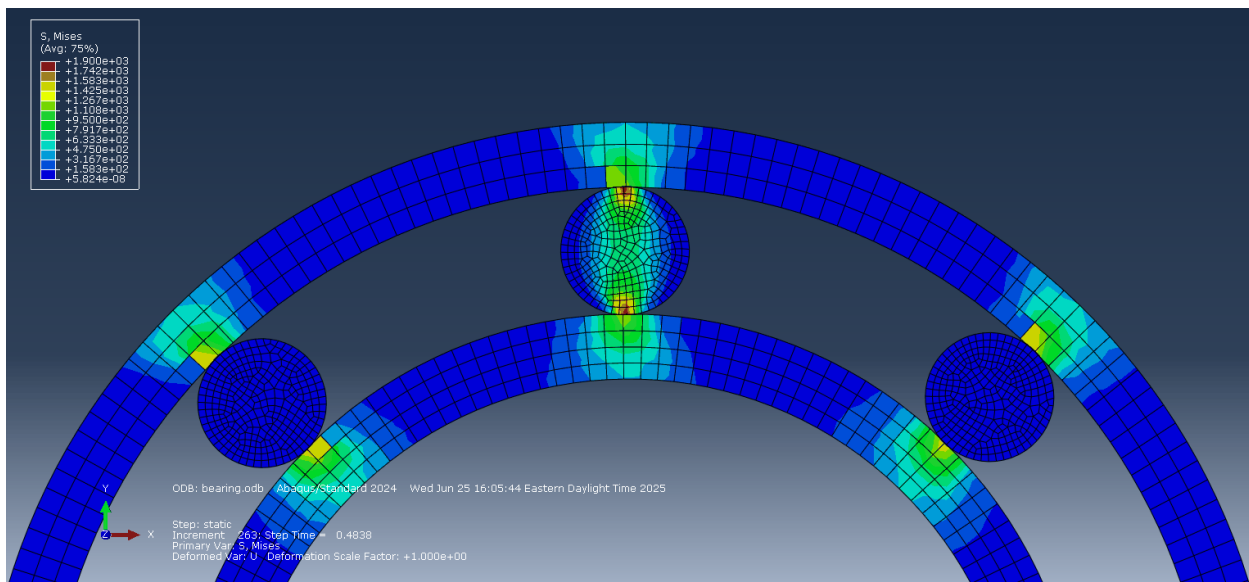 S, Mises
(Avg: 75%)
+1.900e+03
+1.742e+03
+1.583e+03
+1.425e+03
+1.267e+03
+1.108e+03
+9.500e+02
+7.917e+02
+6.333e+02
+4.750e+02
+3.167e+02
+1.583e+02
+5.824e-08
Y
Z
X
ODB: bearing.odb Abaqus/Standard 2024 Wed Jun 25 16:05:44 Eastern Daylight Time 2025
Step: static
Increment 263: Step Time = 0.4838
Primary Var: S, Mises
Deformed Var: U Deformation Scale Factor: +1.000e+00